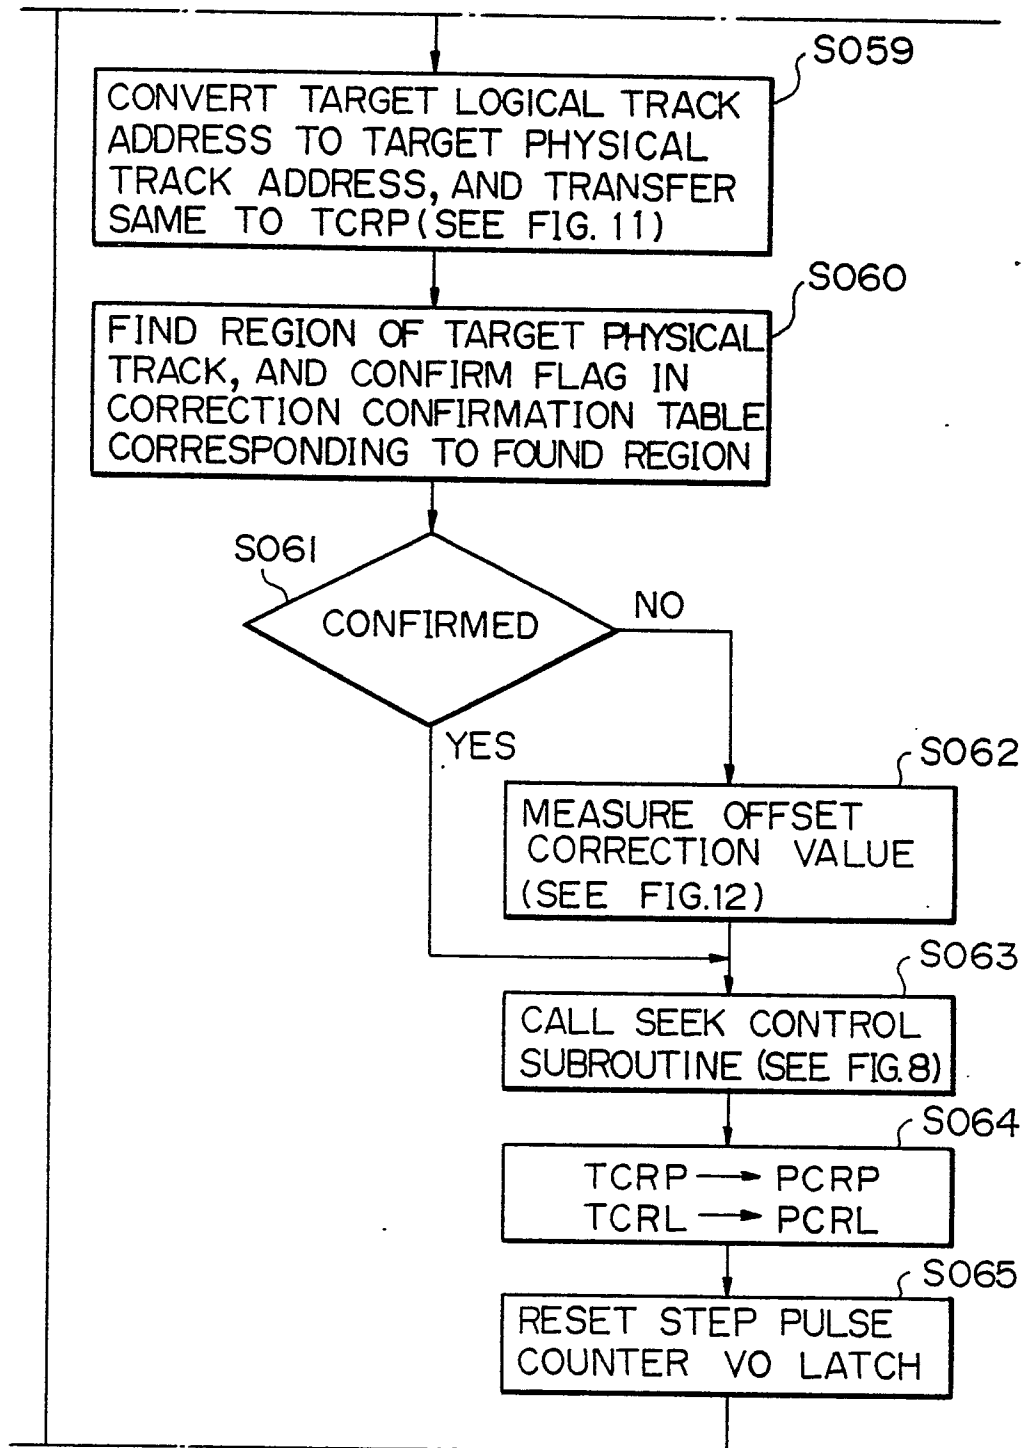 S059
CONVERT TARGET LOGICAL TRACK
ADDRESS TO TARGET PHYSICAL
TRACK ADDRESS, AND TRANSFER
SAME TO TCRP (SEE FIG. 11)
S060
FIND REGION OF TARGET PHYSICAL
TRACK, AND CONFIRM FLAG IN
CORRECTION CONFIRMATION TABLE
CORRESPONDING TO FOUND REGION
S061
CONFIRMED
NO
YES
S062
MEASURE OFFSET
CORRECTION VALUE
(SEE FIG.12)
S063
CALL SEEK CONTROL
SUBROUTINE (SEE FIG.8)
S064
TCRP → PCRP
TCRL → PCRL
S065
RESET STEP PULSE
COUNTER VO LATCH